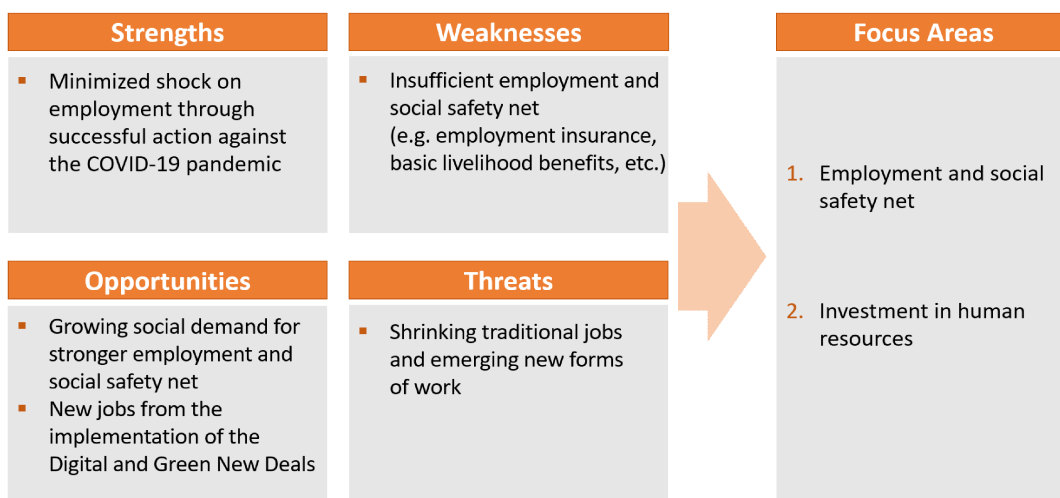 Strengths
▪ Minimized shock on
employment through
successful action against
the COVID-19 pandemic
Weaknesses
▪ Insufficient employment and
social safety net
(e.g. employment insurance,
basic livelihood benefits, etc.)
Opportunities
▪ Growing social demand for
stronger employment and
social safety net
▪ New jobs from the
implementation of the
Digital and Green New Deals
Threats
▪ Shrinking traditional jobs
and emerging new forms
of work
Focus Areas
1. Employment and social
safety net
2. Investment in human
resources